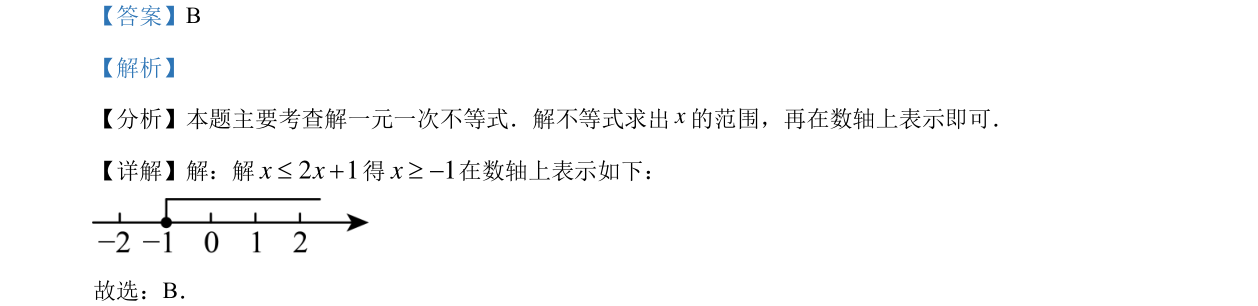 【答案】B
【解析】
【分析】本题主要考查解一元一次不等式．解不等式求出 x 的范围，再在数轴上表示即可．
【详解】解：解 x≤2x+1得 x≥−1在数轴上表示如下：
−2 −1 0 1 2
故选：B．